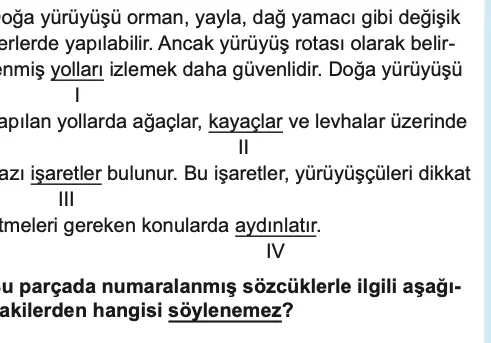 Doğa yürüyüşü orman, yayla, dağ yamacı gibi değişik
erlerde yapılabilir. Ancak yürüyüş rotası olarak belir-
enmiş yolları izlemek daha güvenlidir. Doğa yürüyüşü
I
apılan yollarda ağaçlar, kayaçlar ve levhalar üzerinde
II
azı işaretler bulunur. Bu işaretler, yürüyüşçüleri dikkat
III
tmeleri gereken konularda aydınlatır.
IV
u parçada numaralanmış sözcüklerle ilgili aşağı-
akilerden hangisi söylenemez?